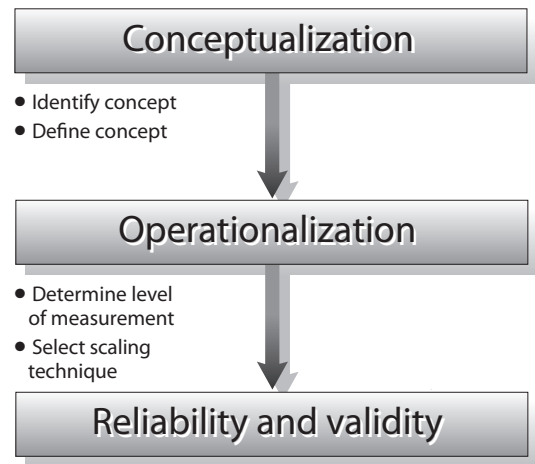 Conceptualization
● Identify concept
● Define concept
Operationalization
● Determine level
of measurement
● Select scaling
technique
Reliability and validity